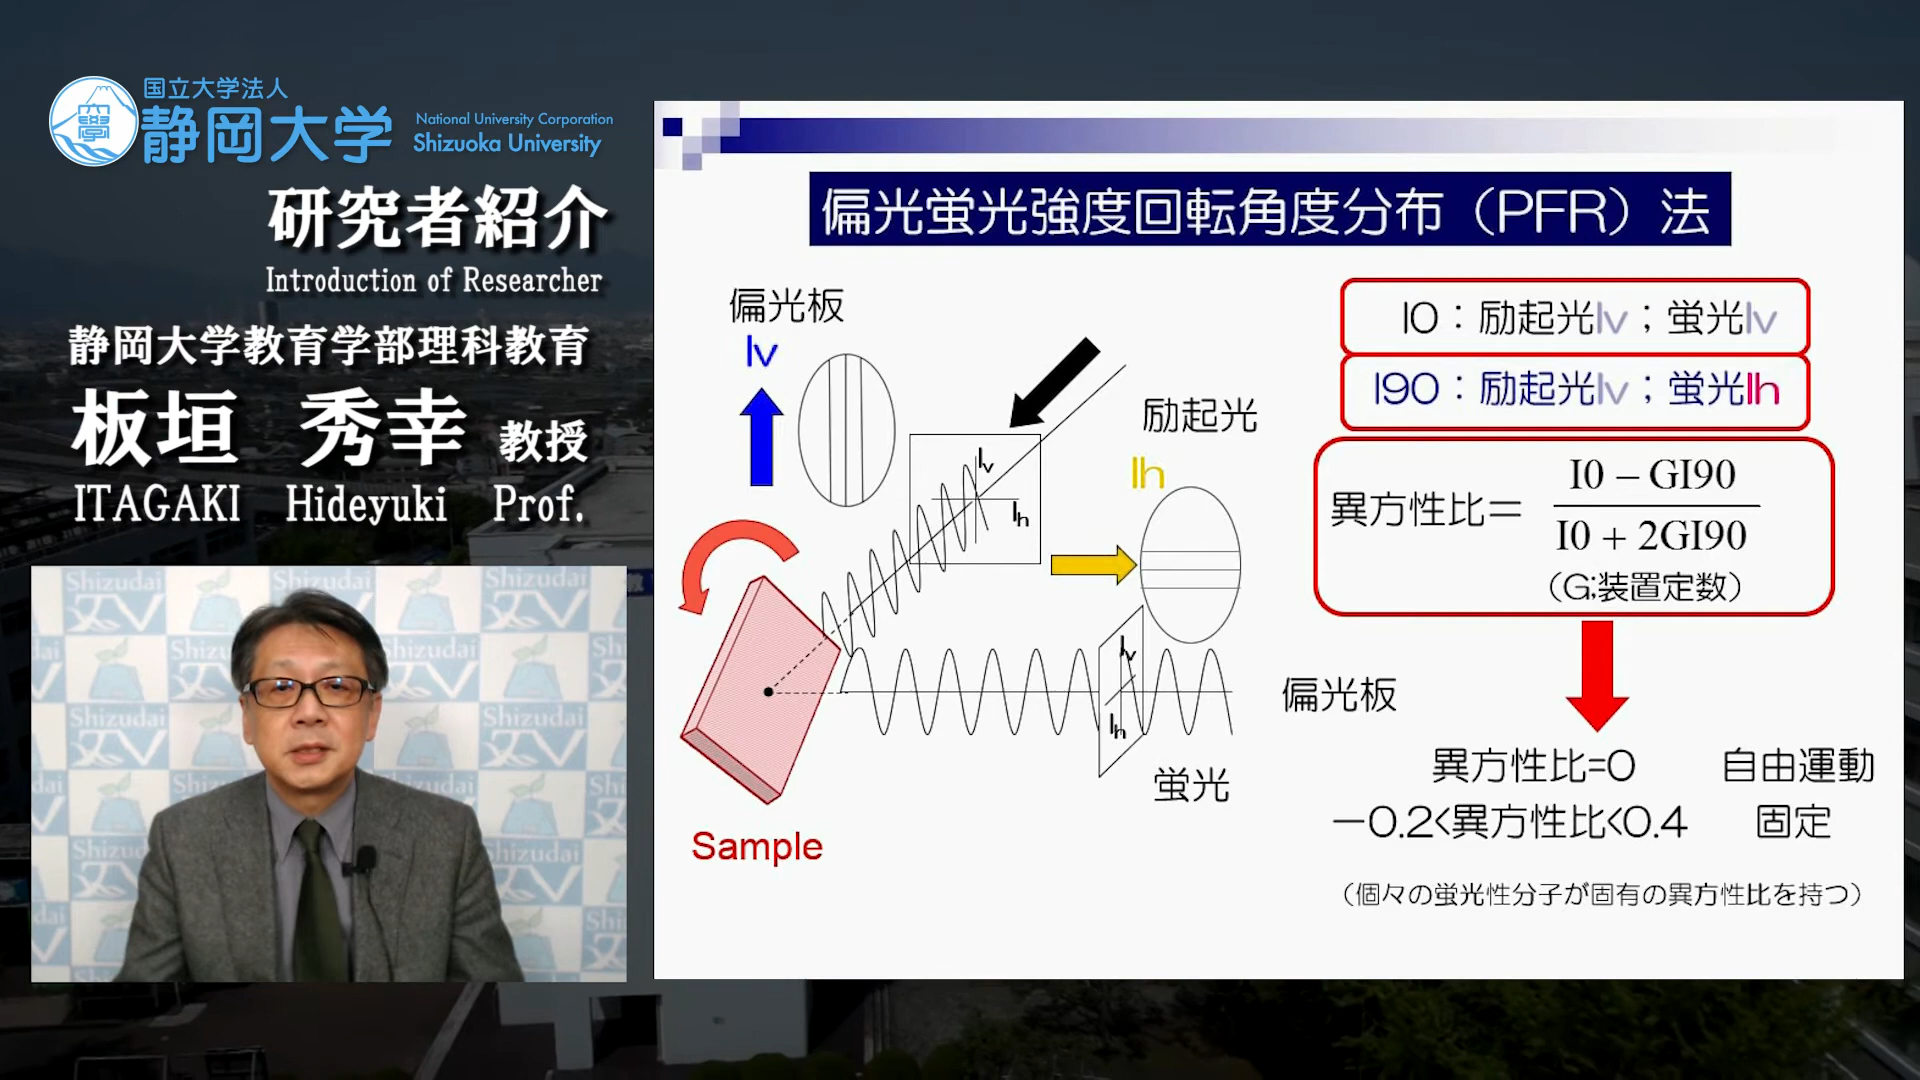 国立大学法人
静岡大学
National University Corporation
Shizuoka University
研究者紹介
Introduction of Researcher
静岡大学教育学部理科教育
板垣 秀幸 教授
ITAGAKI Hideyuki Prof.
Shizudai TV
偏光蛍光強度回転角度分布（PFR）法
偏光板
Iv
Iv
Ih
励起光
Ih
Iv
Ih
偏光板
蛍光
Sample
I0：励起光Iv；蛍光Iv
I90：励起光Iv；蛍光Ih
異方性比＝ I0 − GI90
I0 + 2GI90
（G;装置定数）
異方性比=0 自由運動
−0.2<異方性比<0.4 固定
（個々の蛍光性分子が固有の異方性比を持つ）